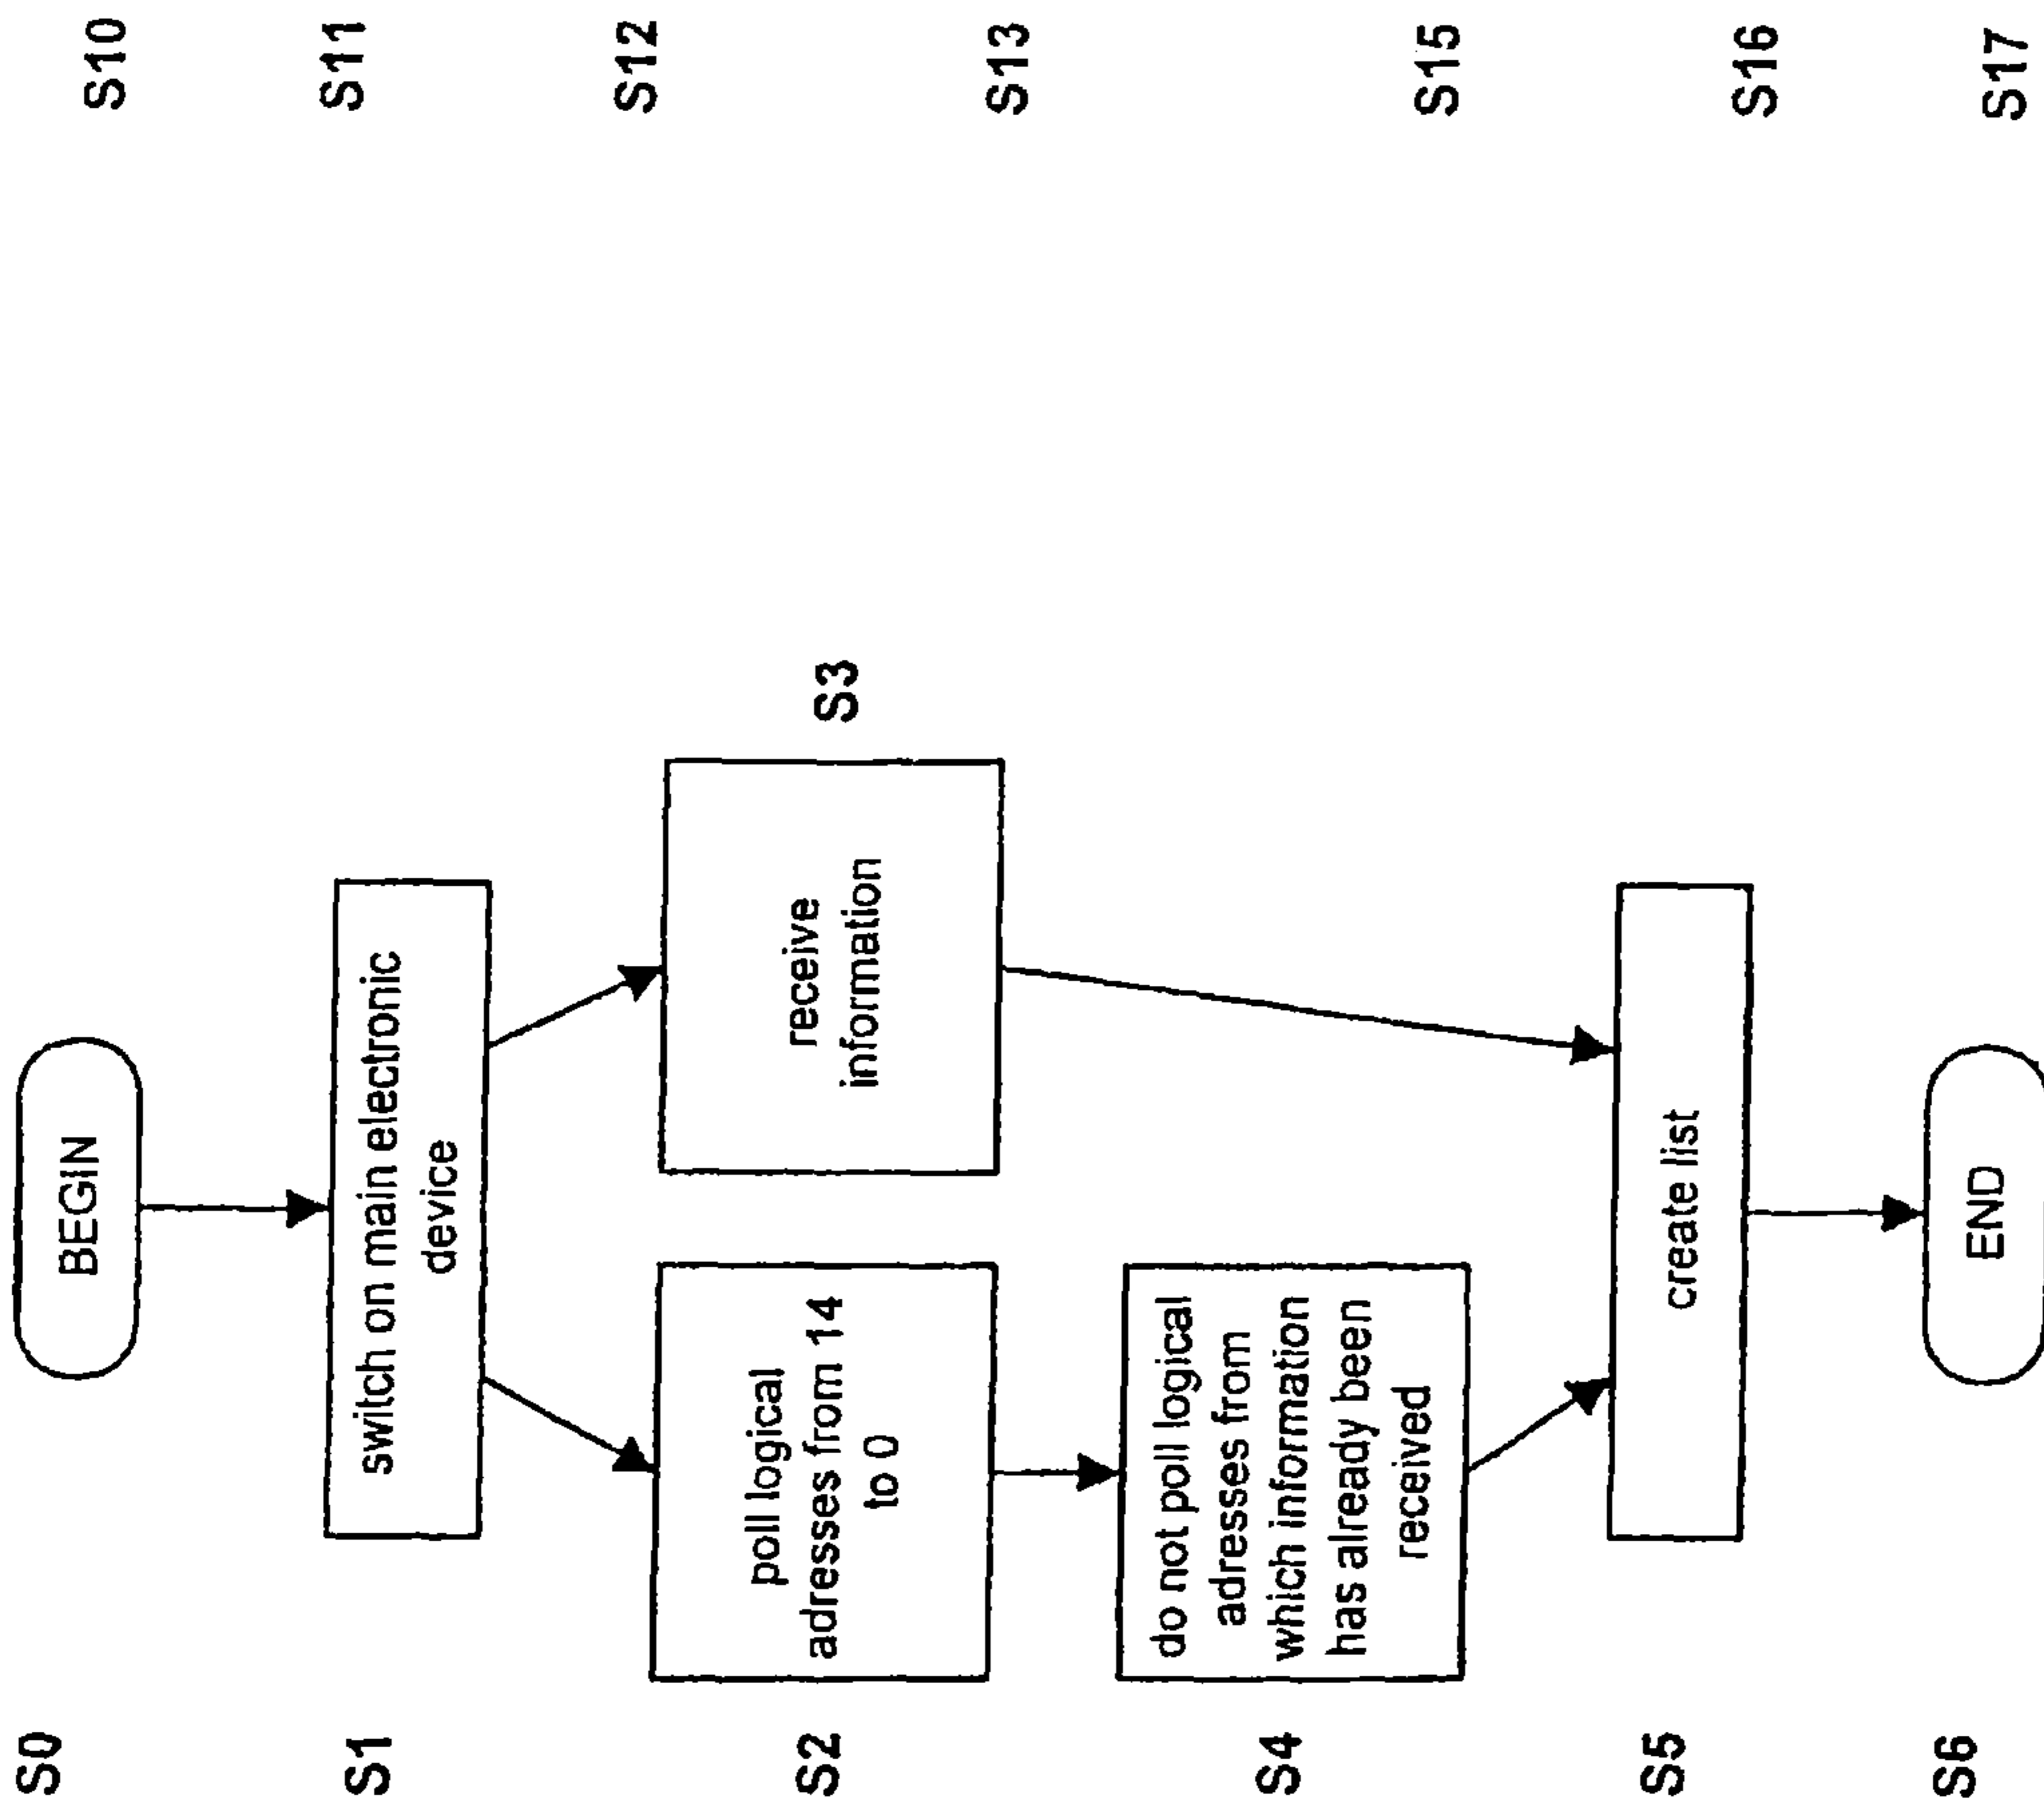 S0
BEGIN
S10
S1
switch on main electronic
device
S11
S12
S2
poll logical
adresses from 14
to 0
receive
information
S3
S13
S4
do not poll logical
adresses from
which information
has already been
received
S15
S5
create list
S16
S6
END
S17